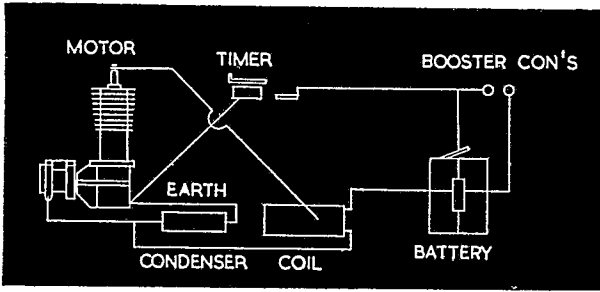 MOTOR
TIMER
BOOSTER CON'S
EARTH
CONDENSER
COIL
BATTERY